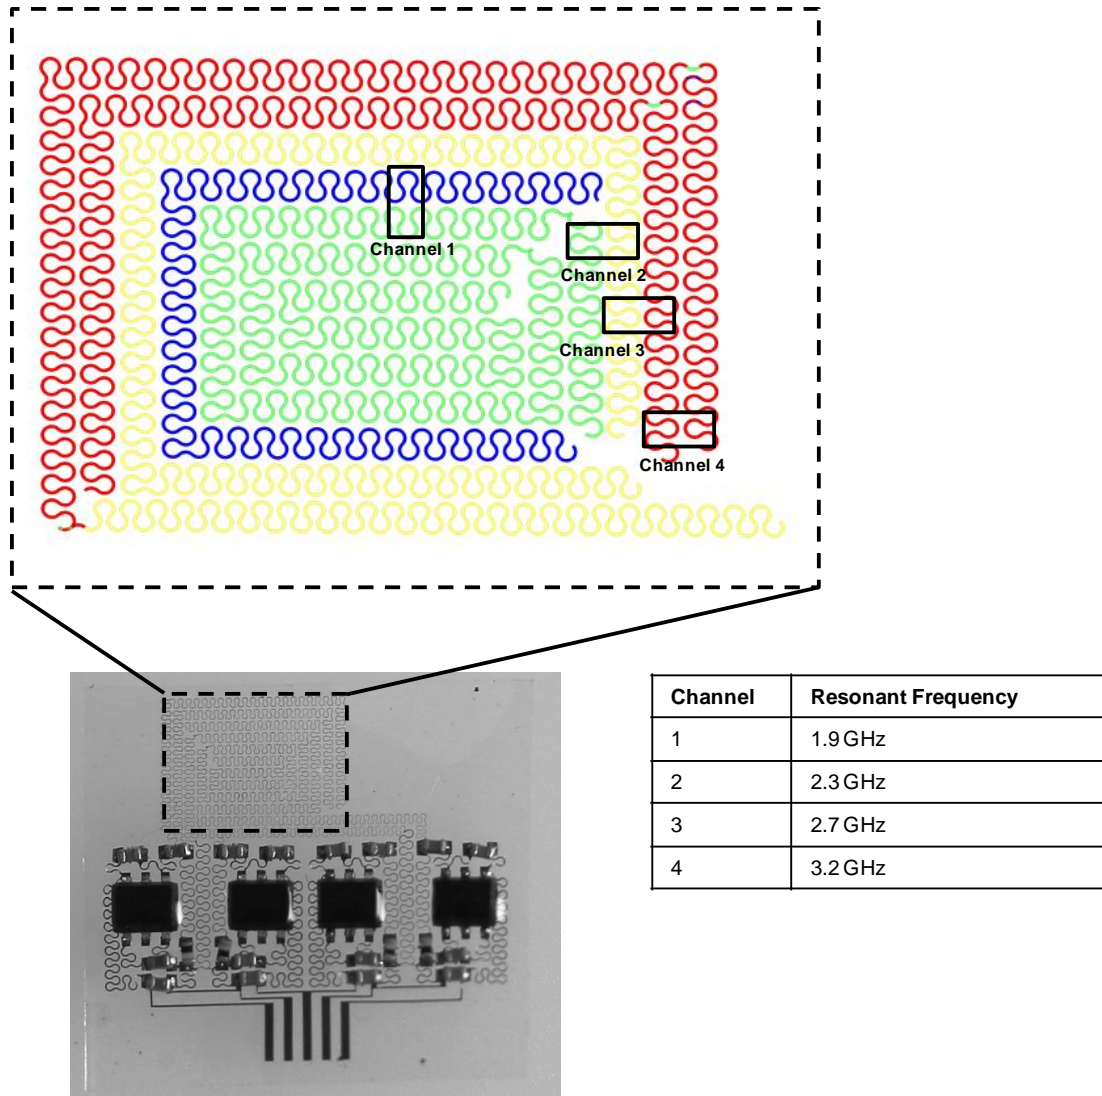 Channel 1
Channel 2
Channel 3
Channel 4
Channel Resonant Frequency
1 1.9 GHz
2 2.3 GHz
3 2.7 GHz
4 3.2 GHz